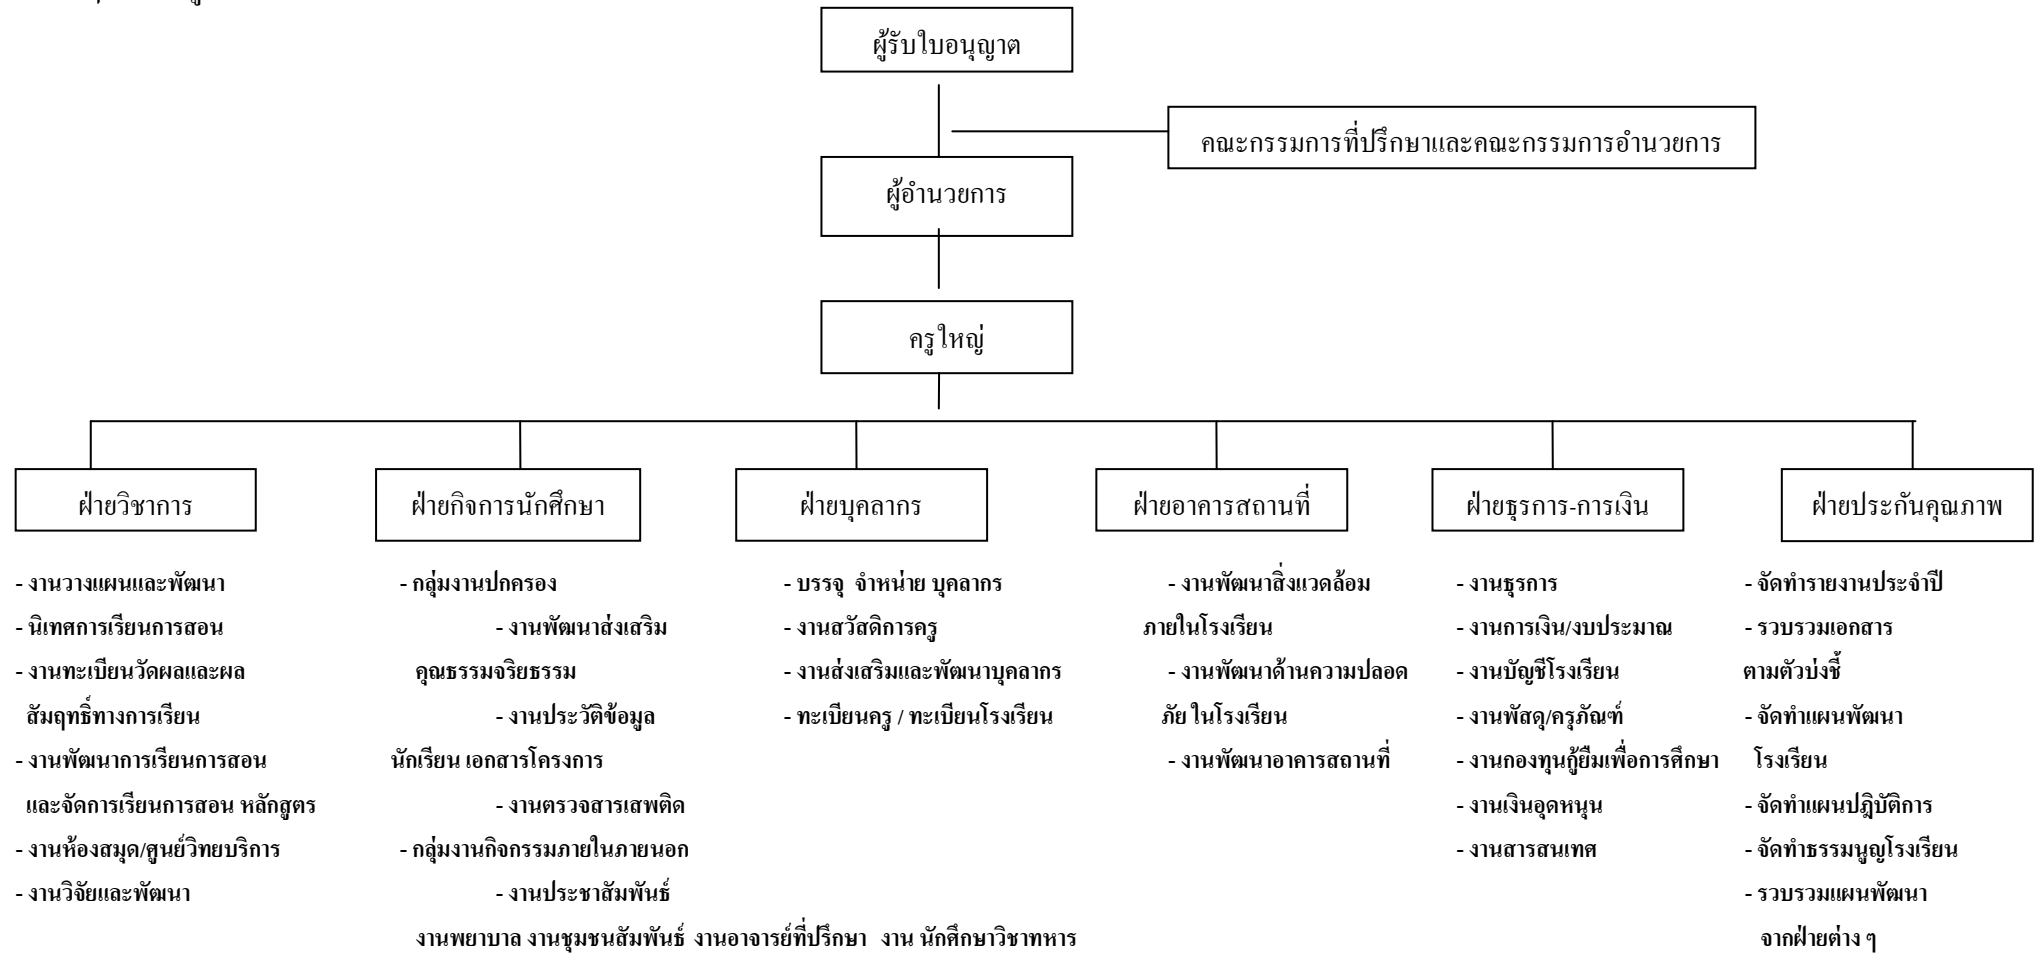 ผู้รับใบอนุญาต
คณะกรรมการที่ปรึกษาและคณะกรรมการอำนวยการ
ผู้อำนวยการ
ครูใหญ่
ฝ่ายวิชาการ
- งานวางแผนและพัฒนา
- นิเทศการเรียนการสอน
- งานทะเบียนวัดผลและผล
สัมฤทธิ์ทางการเรียน
- งานพัฒนาการเรียนการสอน
และจัดการเรียนการสอน หลักสูตร
- งานห้องสมุด/ศูนย์วิทยบริการ
- งานวิจัยและพัฒนา
ฝ่ายกิจการนักศึกษา
- กลุ่มงานปกครอง
- งานพัฒนาส่งเสริม
คุณธรรมจริยธรรม
- งานประวัติข้อมูล
นักเรียน เอกสารโครงการ
- งานตรวจสารเสพติด
- กลุ่มงานกิจกรรมภายในภายนอก
- งานประชาสัมพันธ์
งานพยาบาล งานชุมชนสัมพันธ์ งานอาจารย์ที่ปรึกษา งาน นักศึกษาวิชาทหาร
ฝ่ายบุคลากร
- บรรจุ จำหน่าย บุคลากร
- งานสวัสดิการครู
- งานส่งเสริมและพัฒนาบุคลากร
- ทะเบียนครู / ทะเบียนโรงเรียน
ฝ่ายอาคารสถานที่
- งานพัฒนาสิ่งแวดล้อม
ภายในโรงเรียน
- งานพัฒนาด้านความปลอด
ภัย ในโรงเรียน
- งานพัฒนาอาคารสถานที่
ฝ่ายธุรการ-การเงิน
- งานธุรการ
- งานการเงิน/งบประมาณ
- งานบัญชีโรงเรียน
- งานพัสดุ/ครุภัณฑ์
- งานกองทุนกู้ยืมเพื่อการศึกษา
- งานเงินอุดหนุน
- งานสารสนเทศ
ฝ่ายประกันคุณภาพ
- จัดทำรายงานประจำปี
- รวบรวมเอกสาร
ตามตัวบ่งชี้
- จัดทำแผนพัฒนา
โรงเรียน
- จัดทำแผนปฎิบัติการ
- จัดทำธรรมนูญโรงเรียน
- รวบรวมแผนพัฒนา
จากฝ่ายต่าง ๆ